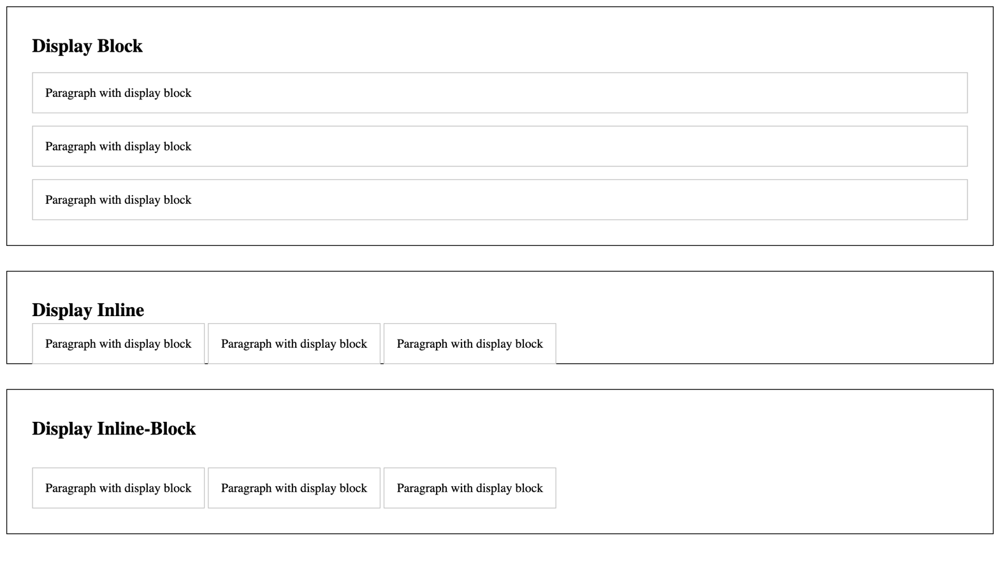 Display Block
Paragraph with display block
Paragraph with display block
Paragraph with display block
Display Inline
Paragraph with display block Paragraph with display block Paragraph with display block
Display Inline-Block
Paragraph with display block Paragraph with display block Paragraph with display block